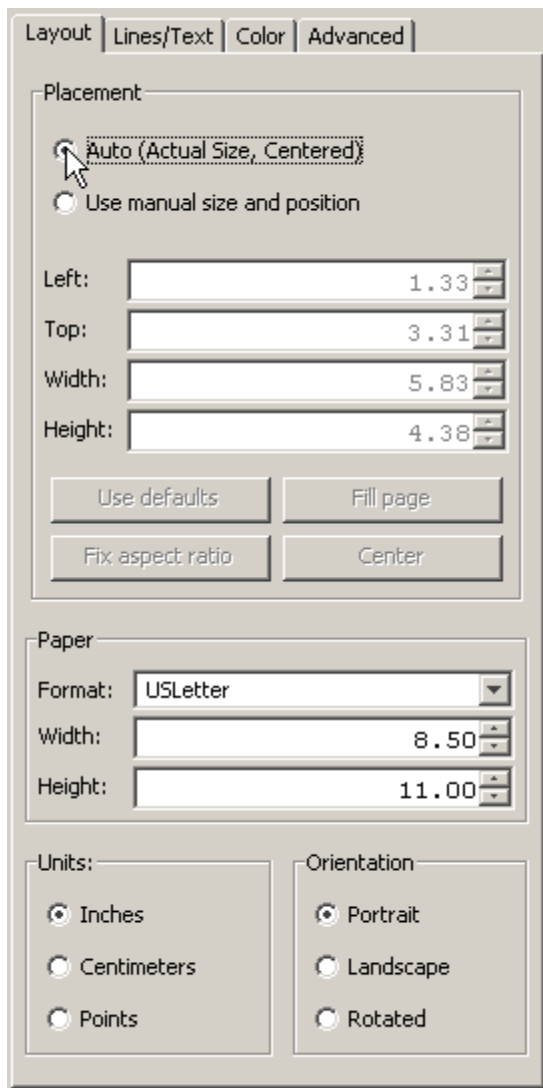 Layout Lines/Text Color Advanced
Placement
Auto (Actual Size, Centered)
Use manual size and position
Left: 1.33
Top: 3.31
Width: 5.83
Height: 4.38
Use defaults Fill page
Fix aspect ratio Center
Paper
Format: USLetter
Width: 8.50
Height: 11.00
Units: Orientation
Inches Portrait
Centimeters Landscape
Points Rotated